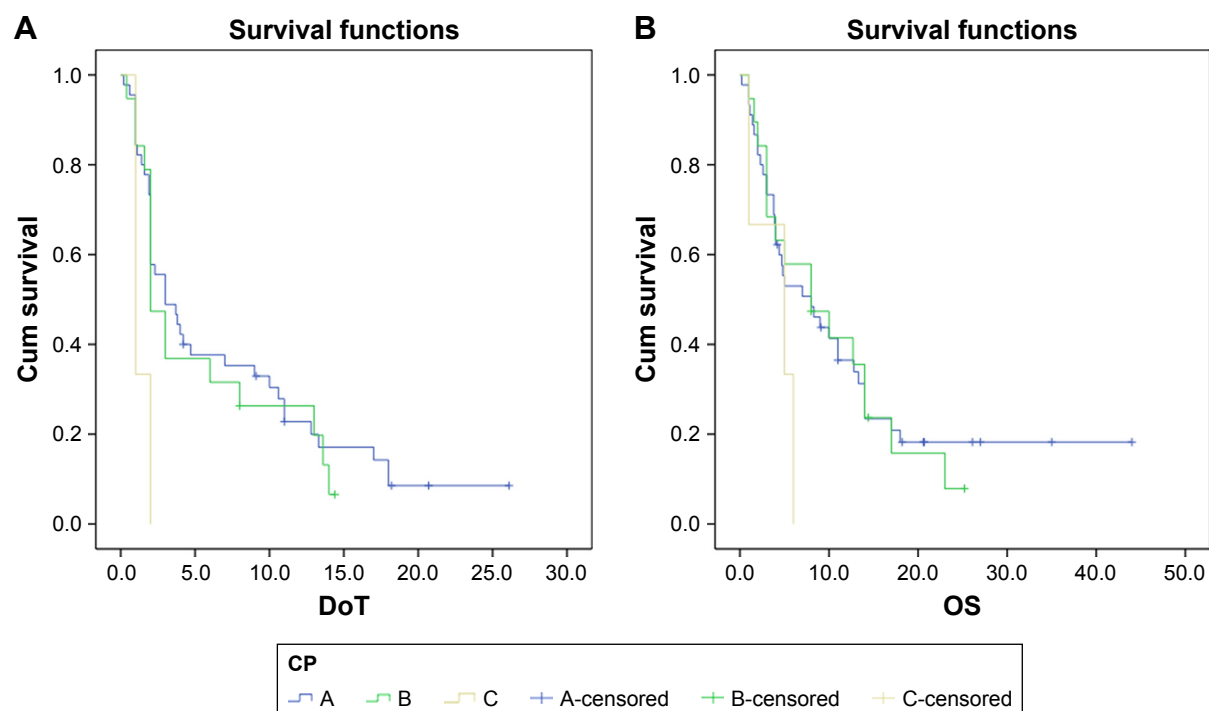 A
Survival functions
Cum survival
1.0
0.8
0.6
0.4
0.2
0.0
0.0 5.0 10.0 15.0 20.0 25.0 30.0
DoT
B
Survival functions
Cum survival
1.0
0.8
0.6
0.4
0.2
0.0
0.0 10.0 20.0 30.0 40.0 50.0
OS
CP
A B C A-censored B-censored C-censored